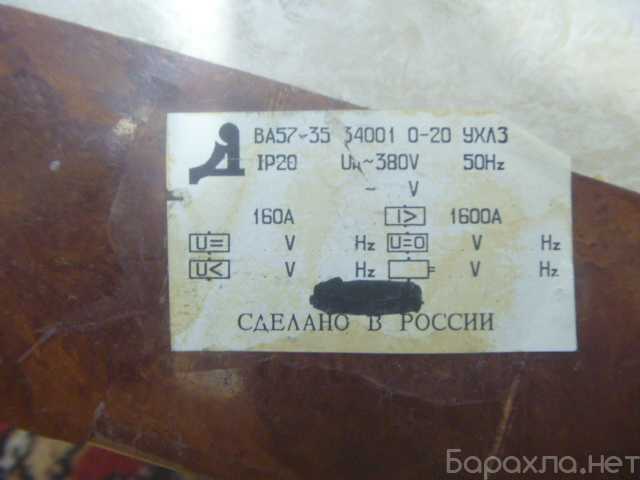 ВА57-35 34001 0-20 УХЛ3
IP20 Uн~380V 50Hz
- V
160A I> 1600A
U= V Hz U=0 V Hz
U< V Hz V Hz
СДЕЛАНО В РОССИИ
Барахла.нет